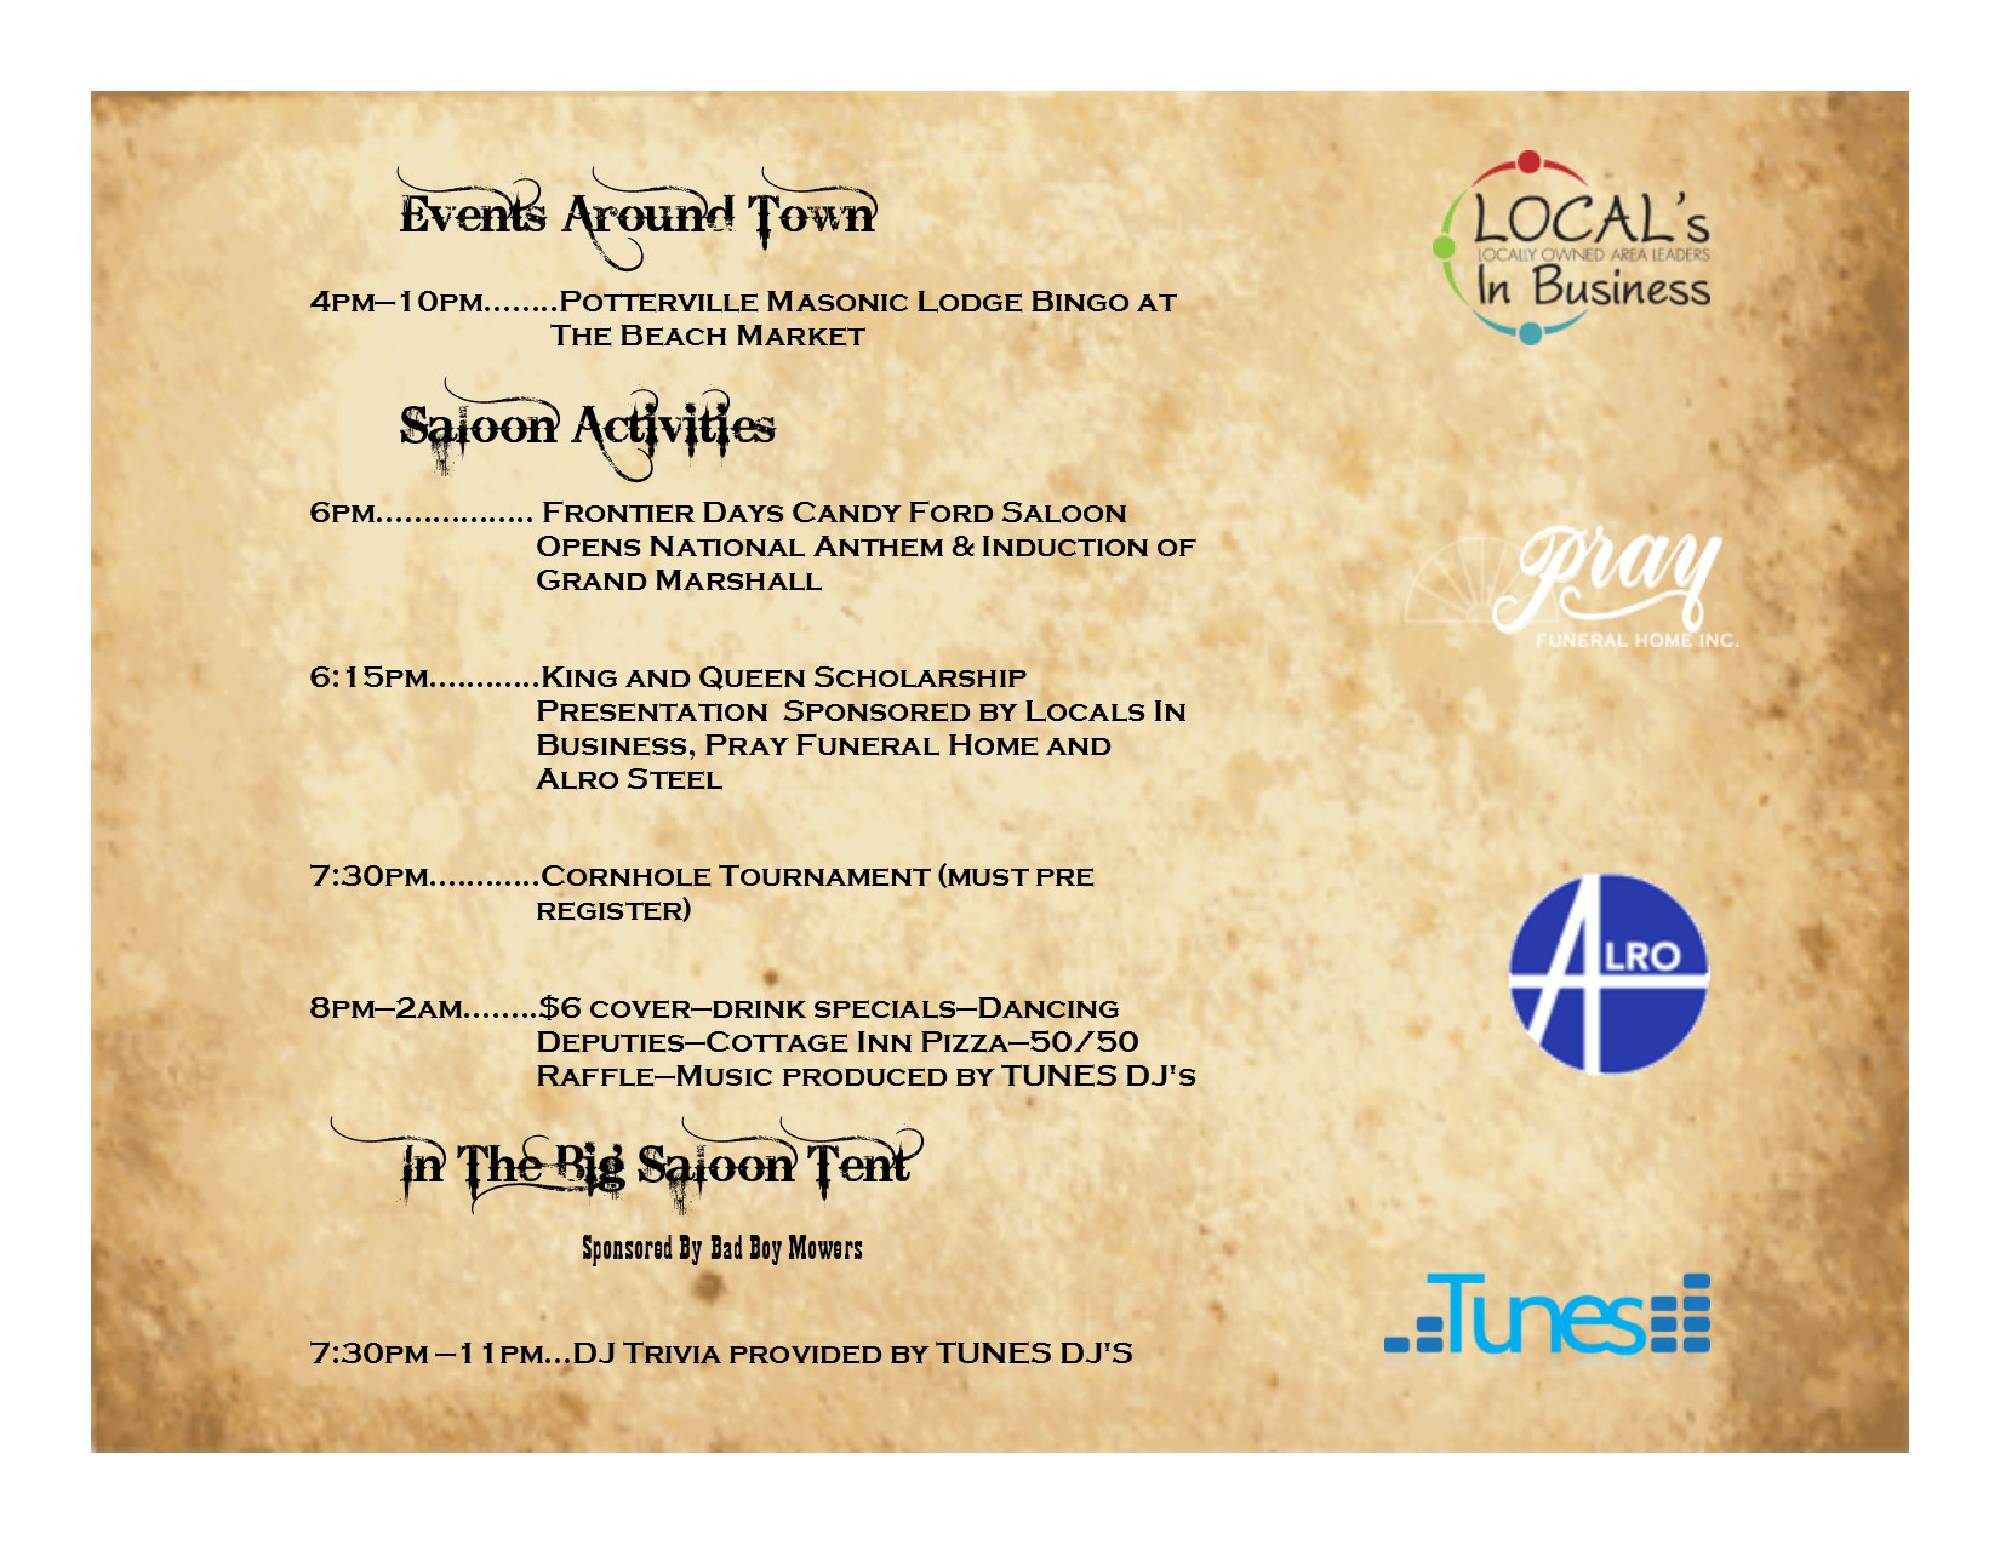 Events Around Town
4pm–10pm........Potterville Masonic Lodge Bingo at
The Beach Market
Saloon Activities
6pm................. Frontier Days Candy Ford Saloon
Opens National Anthem & Induction of
Grand Marshall
6:15pm............King and Queen Scholarship
Presentation  Sponsored by Locals In
Business, Pray Funeral Home and
Alro Steel
7:30pm............Cornhole Tournament (must pre
register)
8pm–2am........$6 cover–drink specials–Dancing
Deputies–Cottage Inn Pizza–50/50
Raffle–Music produced by TUNES DJ's
In The Big Saloon Tent
Sponsored By Bad Boy Mowers
7:30pm –11pm...DJ Trivia provided by TUNES DJ'S
LOCAL's
LOCALLY OWNED AREA LEADERS
In Business
Pray
FUNERAL HOME INC.
ALRO
Tunes